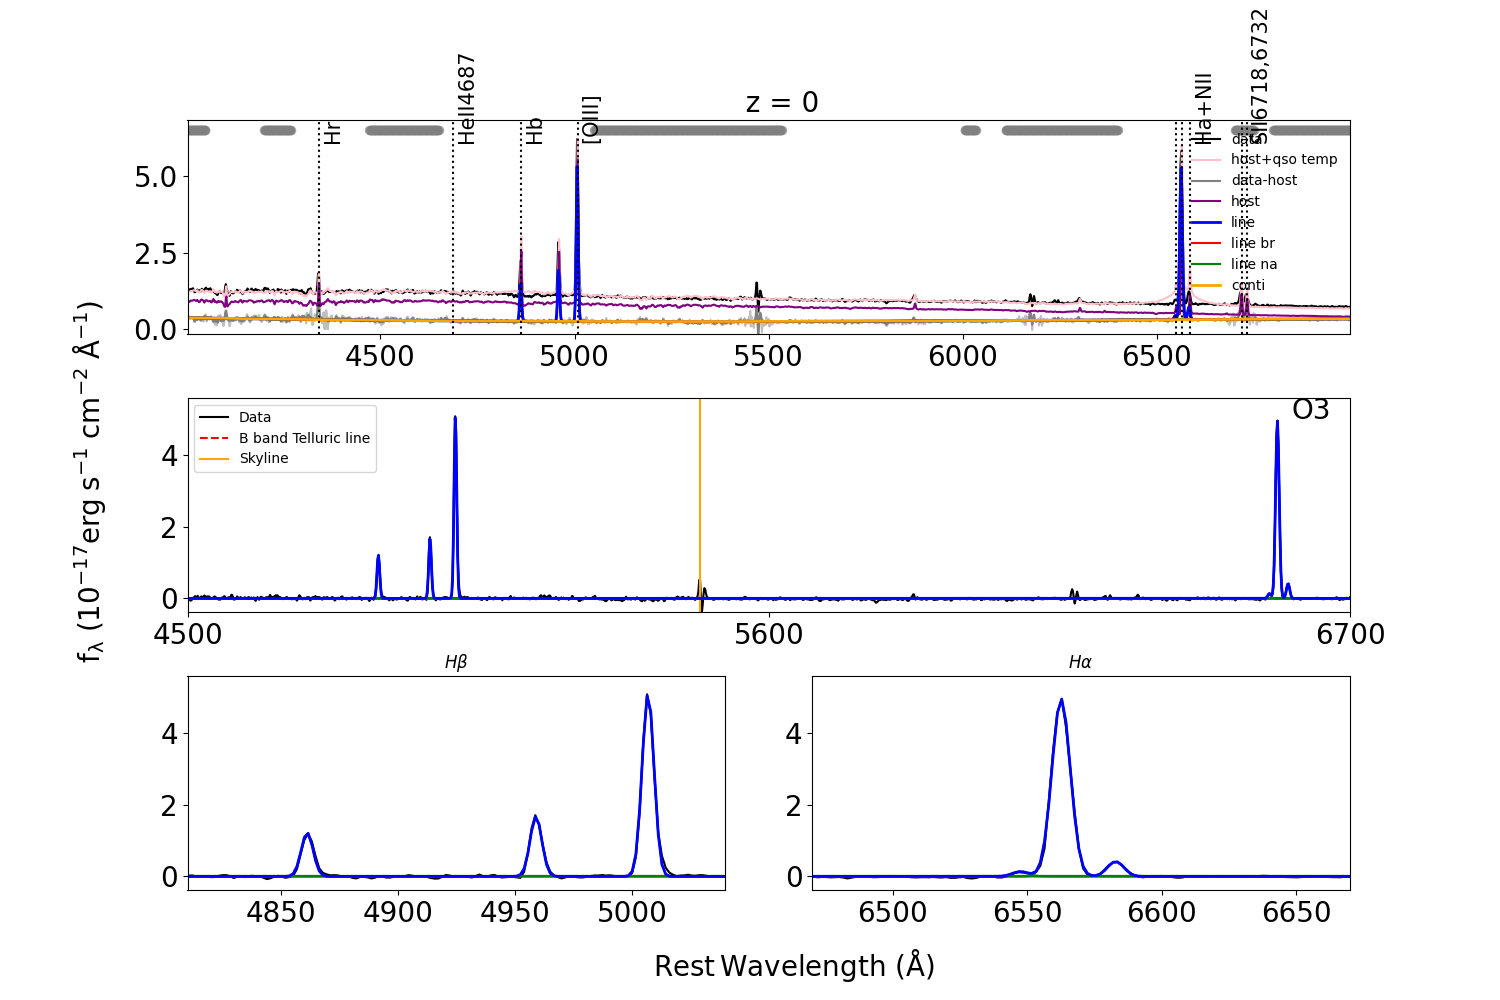 z = 0
Hr
HeII4687
Hb
[OIII]
Ha+NII
SII6718,6732
data
host+qso temp
data-host
host
line
line br
line na
conti
5.0
2.5
0.0
4500 5000 5500 6000 6500
O3
Data
B band Telluric line
Skyline
4
2
0
4500 5600 6700
Hβ
4
2
0
4850 4900 4950 5000
Hα
4
2
0
6500 6550 6600 6650
fλ (10−17erg s−1 cm−2 Å−1)
Rest Wavelength (Å)